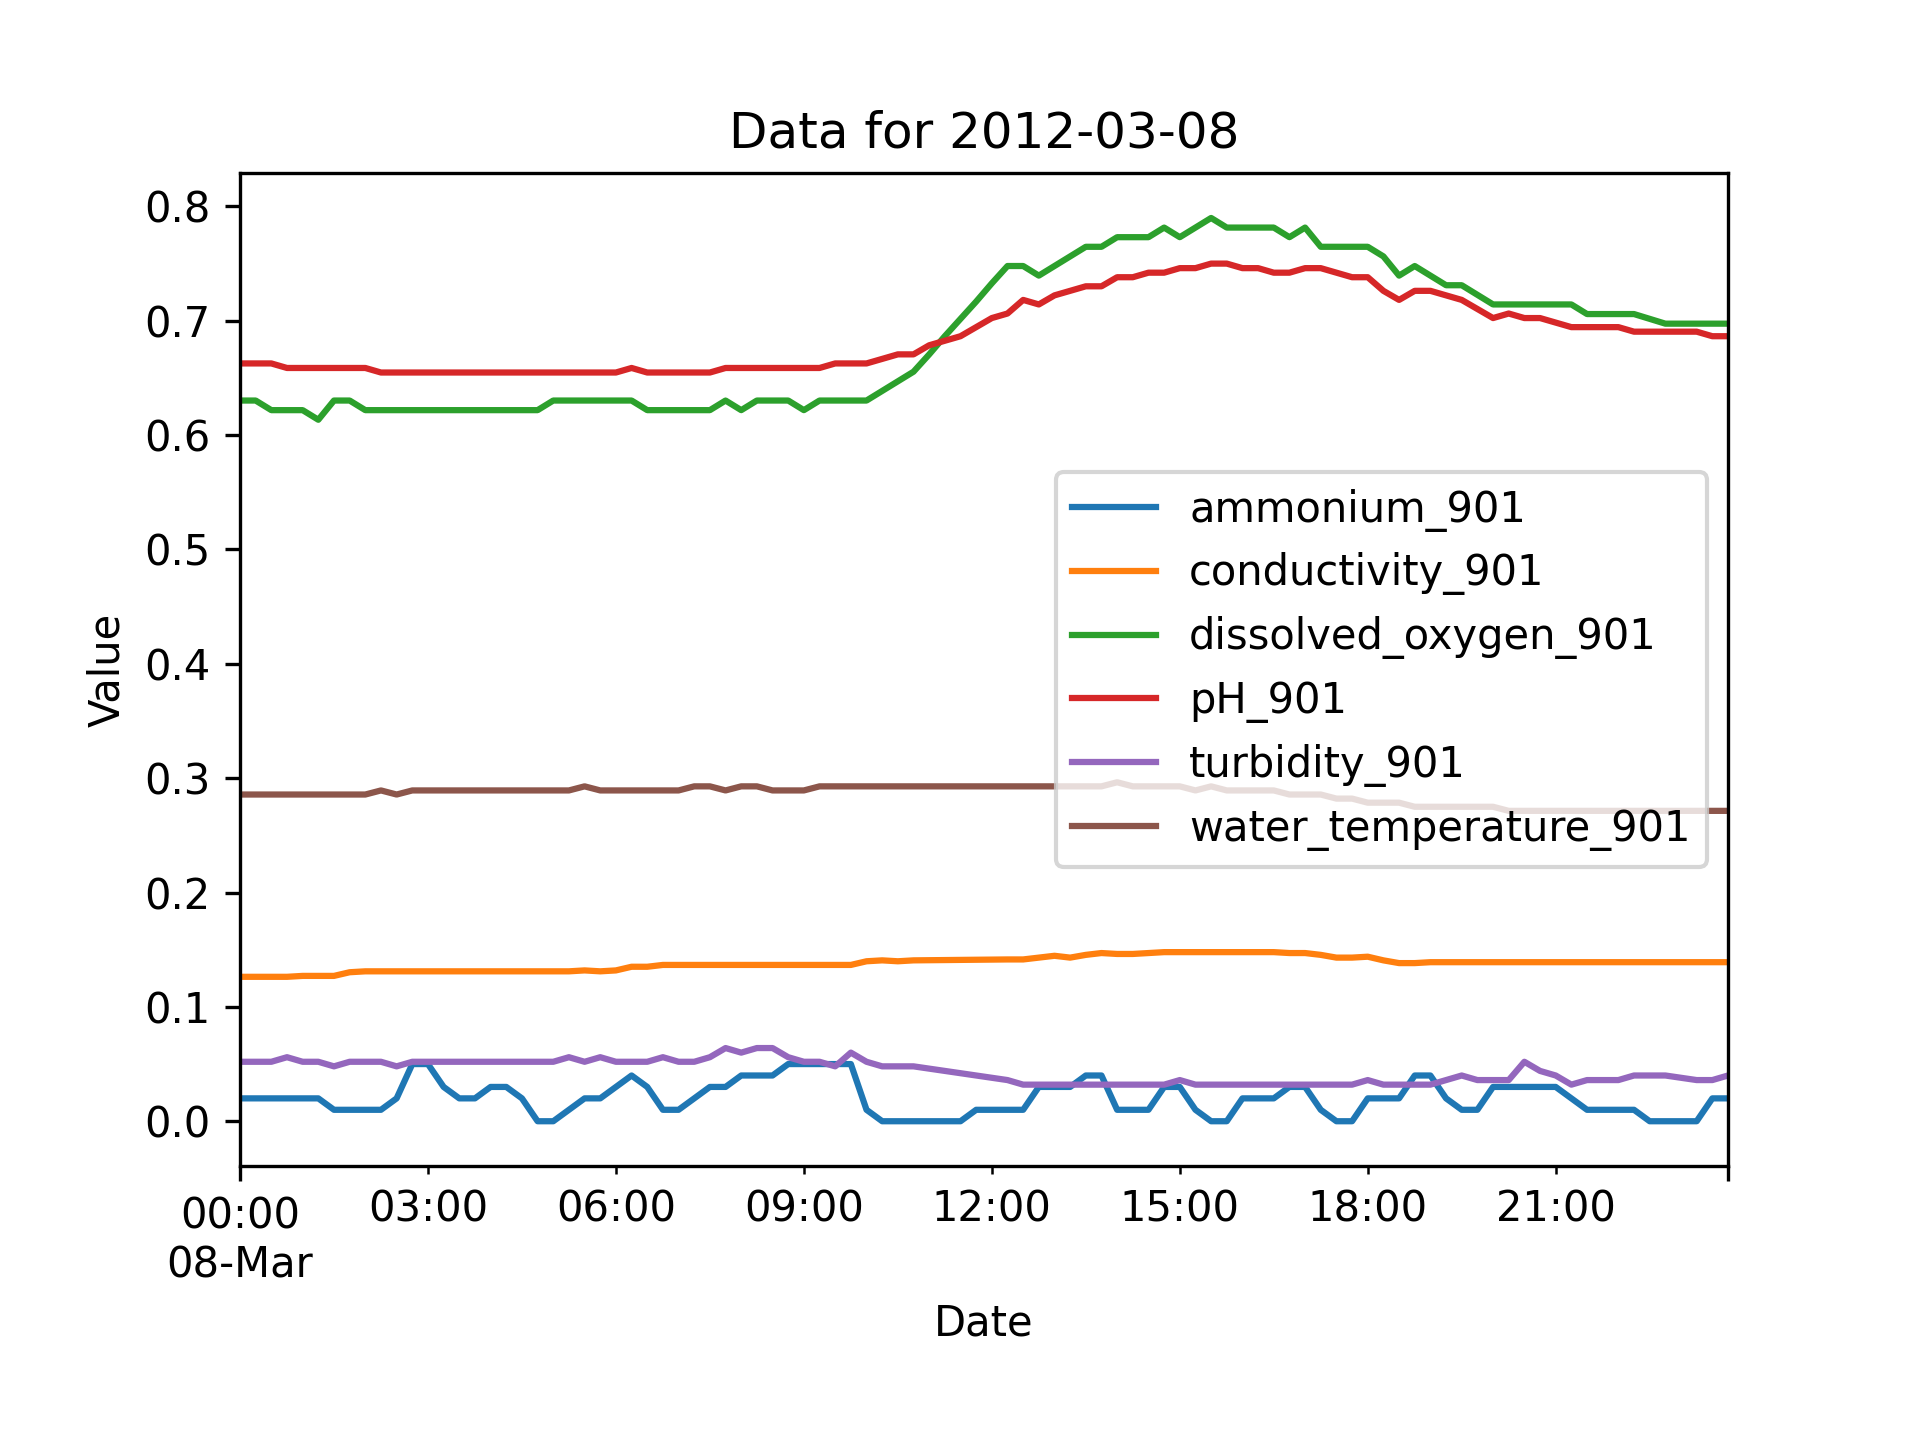 Data for 2012-03-08
0.8
0.7
0.6
0.5
0.4
0.3
0.2
0.1
0.0
Value
ammonium_901
conductivity_901
dissolved_oxygen_901
pH_901
turbidity_901
water_temperature_901
00:00 03:00 06:00 09:00 12:00 15:00 18:00 21:00
08-Mar
Date